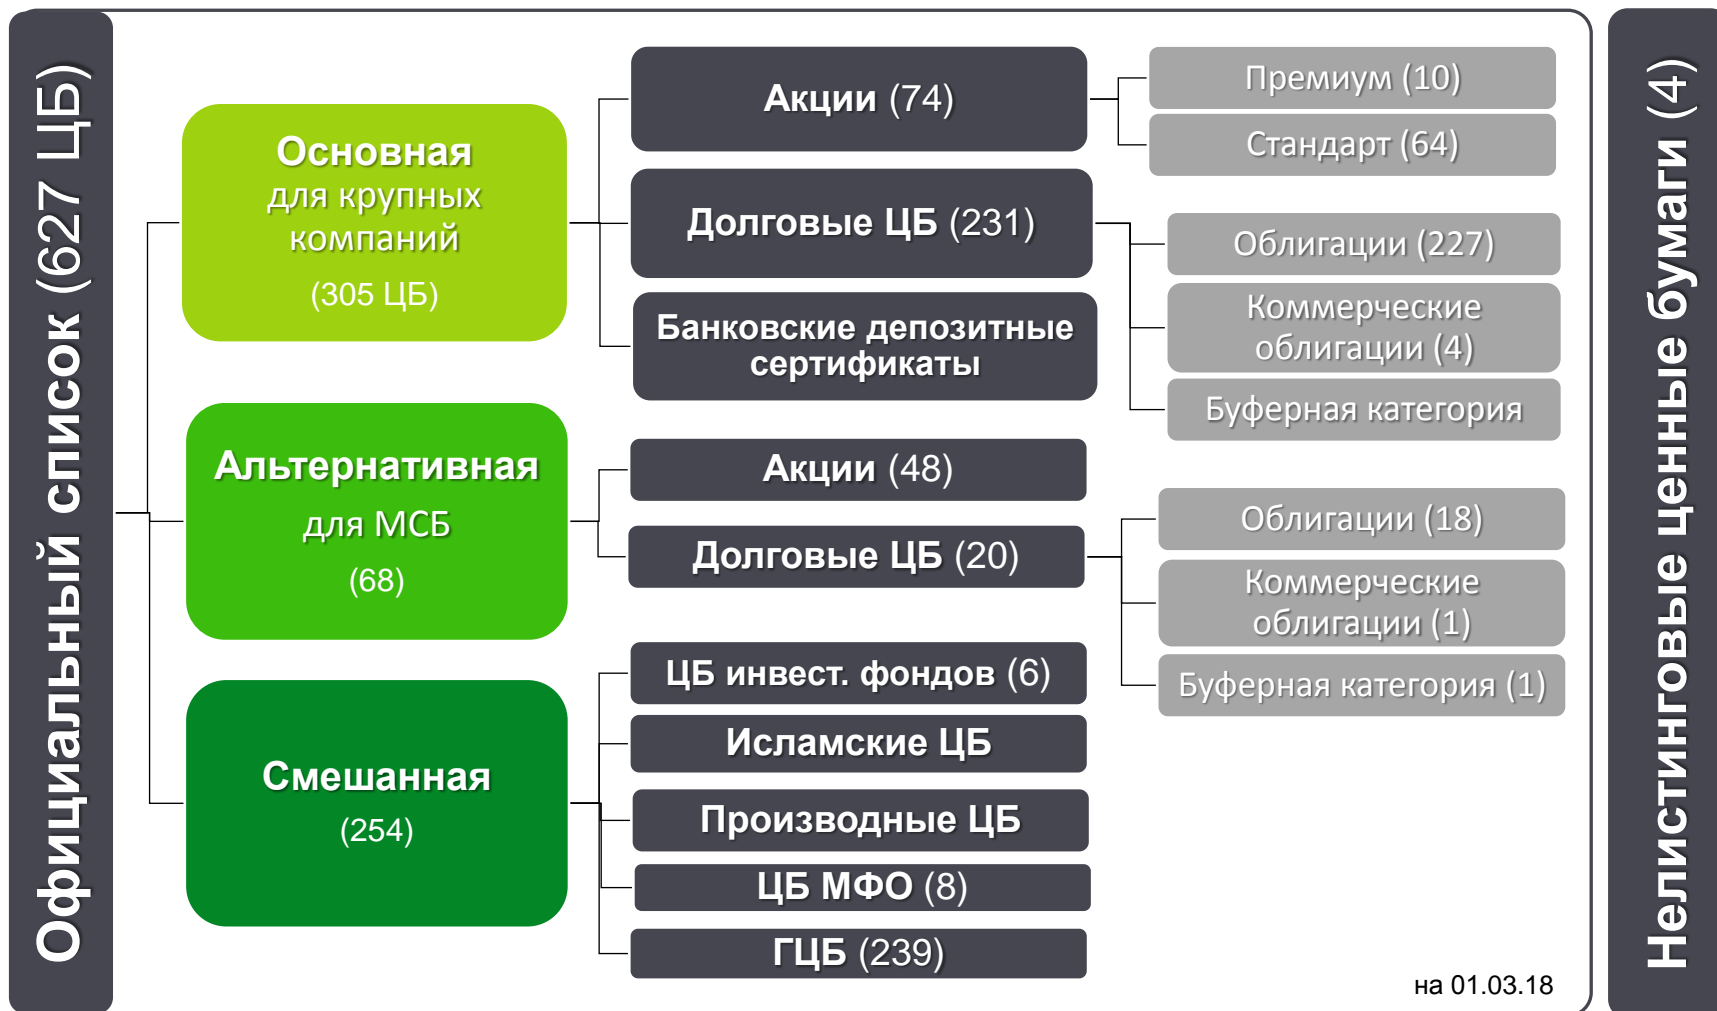 Официальный список (627 ЦБ)
Основная
для крупных
компаний
(305 ЦБ)
Акции (74)
Премиум (10)
Стандарт (64)
Долговые ЦБ (231)
Облигации (227)
Коммерческие
облигации (4)
Буферная категория
Банковские депозитные
сертификаты
Альтернативная
для МСБ
(68)
Акции (48)
Долговые ЦБ (20)
Облигации (18)
Коммерческие
облигации (1)
Буферная категория (1)
Смешанная
(254)
ЦБ инвест. фондов (6)
Исламские ЦБ
Производные ЦБ
ЦБ МФО (8)
ГЦБ (239)
на 01.03.18
Нелистинговые ценные бумаги (4)